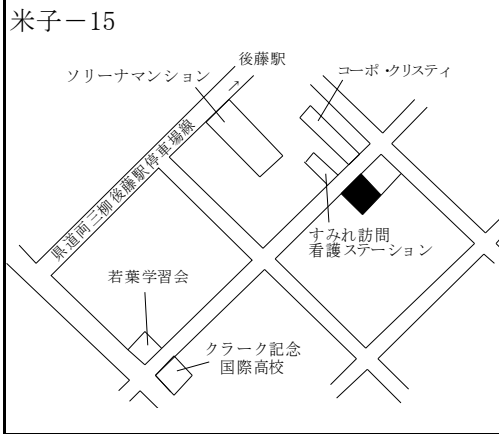 米子－15
後藤駅
→
ソリーナマンション
コーポ・クリスティ
県道両三柳後藤駅停車場線
すみれ訪問
看護ステーション
若葉学習会
クラーク記念
国際高校